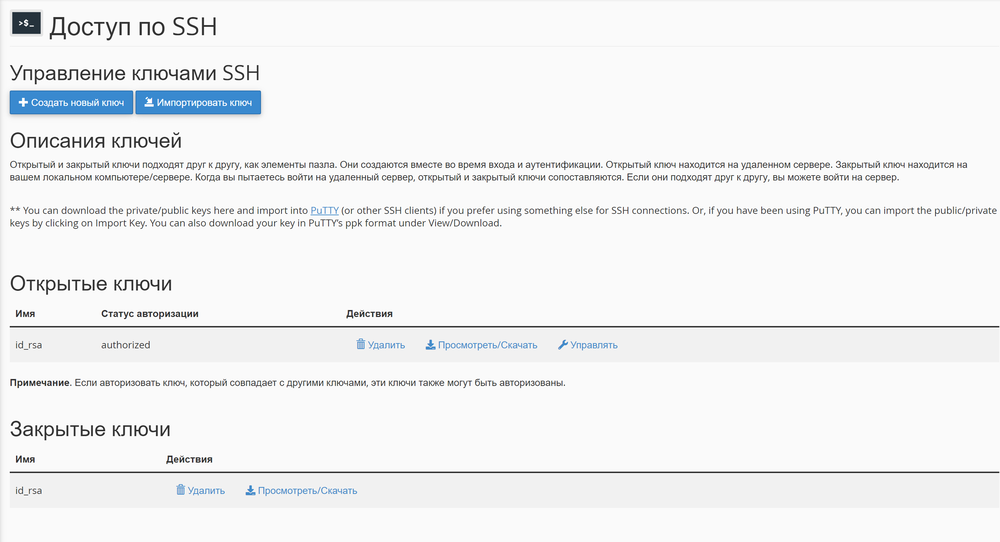 >$_ Доступ по SSH
Управление ключами SSH
Создать новый ключ Импортировать ключ
Описания ключей
Открытый и закрытый ключи подходят друг к другу, как элементы пазла. Они создаются вместе во время входа и аутентификации. Открытый ключ находится на удаленном сервере. Закрытый ключ находится на
вашем локальном компьютере/сервере. Когда вы пытаетесь войти на удаленный сервер, открытый и закрытый ключи сопоставляются. Если они подходят друг к другу, вы можете войти на сервер.
** You can download the private/public keys here and import into PuTTY (or other SSH clients) if you prefer using something else for SSH connections. Or, if you have been using PuTTY, you can import the public/private
keys by clicking on Import Key. You can also download your key in PuTTY's ppk format under View/Download.
Открытые ключи
Имя Статус авторизации Действия
id_rsa authorized Удалить Просмотреть/Скачать Управлять
Примечание. Если авторизовать ключ, который совпадает с другими ключами, эти ключи также могут быть авторизованы.
Закрытые ключи
Имя Действия
id_rsa Удалить Просмотреть/Скачать